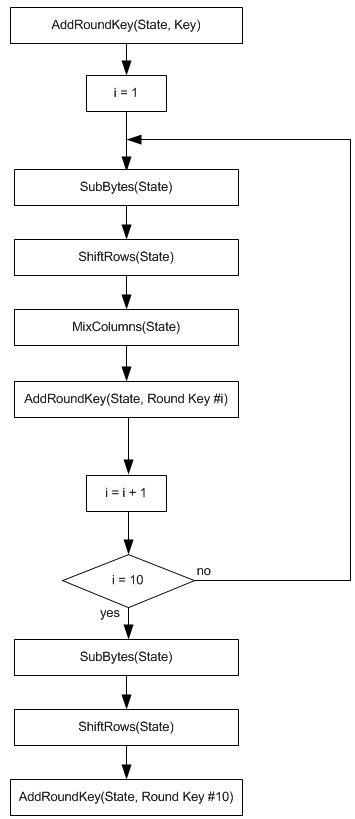 AddRoundKey(State, Key)
i = 1
SubBytes(State)
ShiftRows(State)
MixColumns(State)
AddRoundKey(State, Round Key #i)
i = i + 1
i = 10
no
yes
SubBytes(State)
ShiftRows(State)
AddRoundKey(State, Round Key #10)